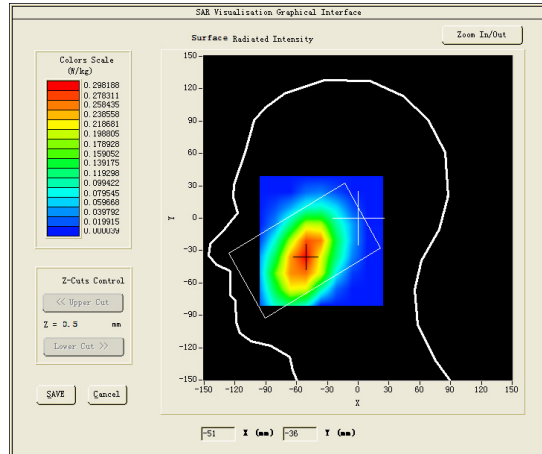 SAR Visualisation Graphical Interface
Surface Radiated Intensity
Zoom In/Out
Colors Scale
(W/kg)
0.298188
0.278311
0.258435
0.238558
0.218681
0.198805
0.178928
0.159052
0.139175
0.119298
0.099422
0.079545
0.059668
0.039792
0.019915
0.000039
150
120
90
60
30
Y
0
-30
-60
-90
-120
-150
-150 -120 -90 -60 -30 0 30 60 90 120 150
X
Z-Cuts Control
<< Upper Cut
Z = 0.5 mm
Lower Cut >>
SAVE Cancel
-51 X (mm) -36 Y (mm)